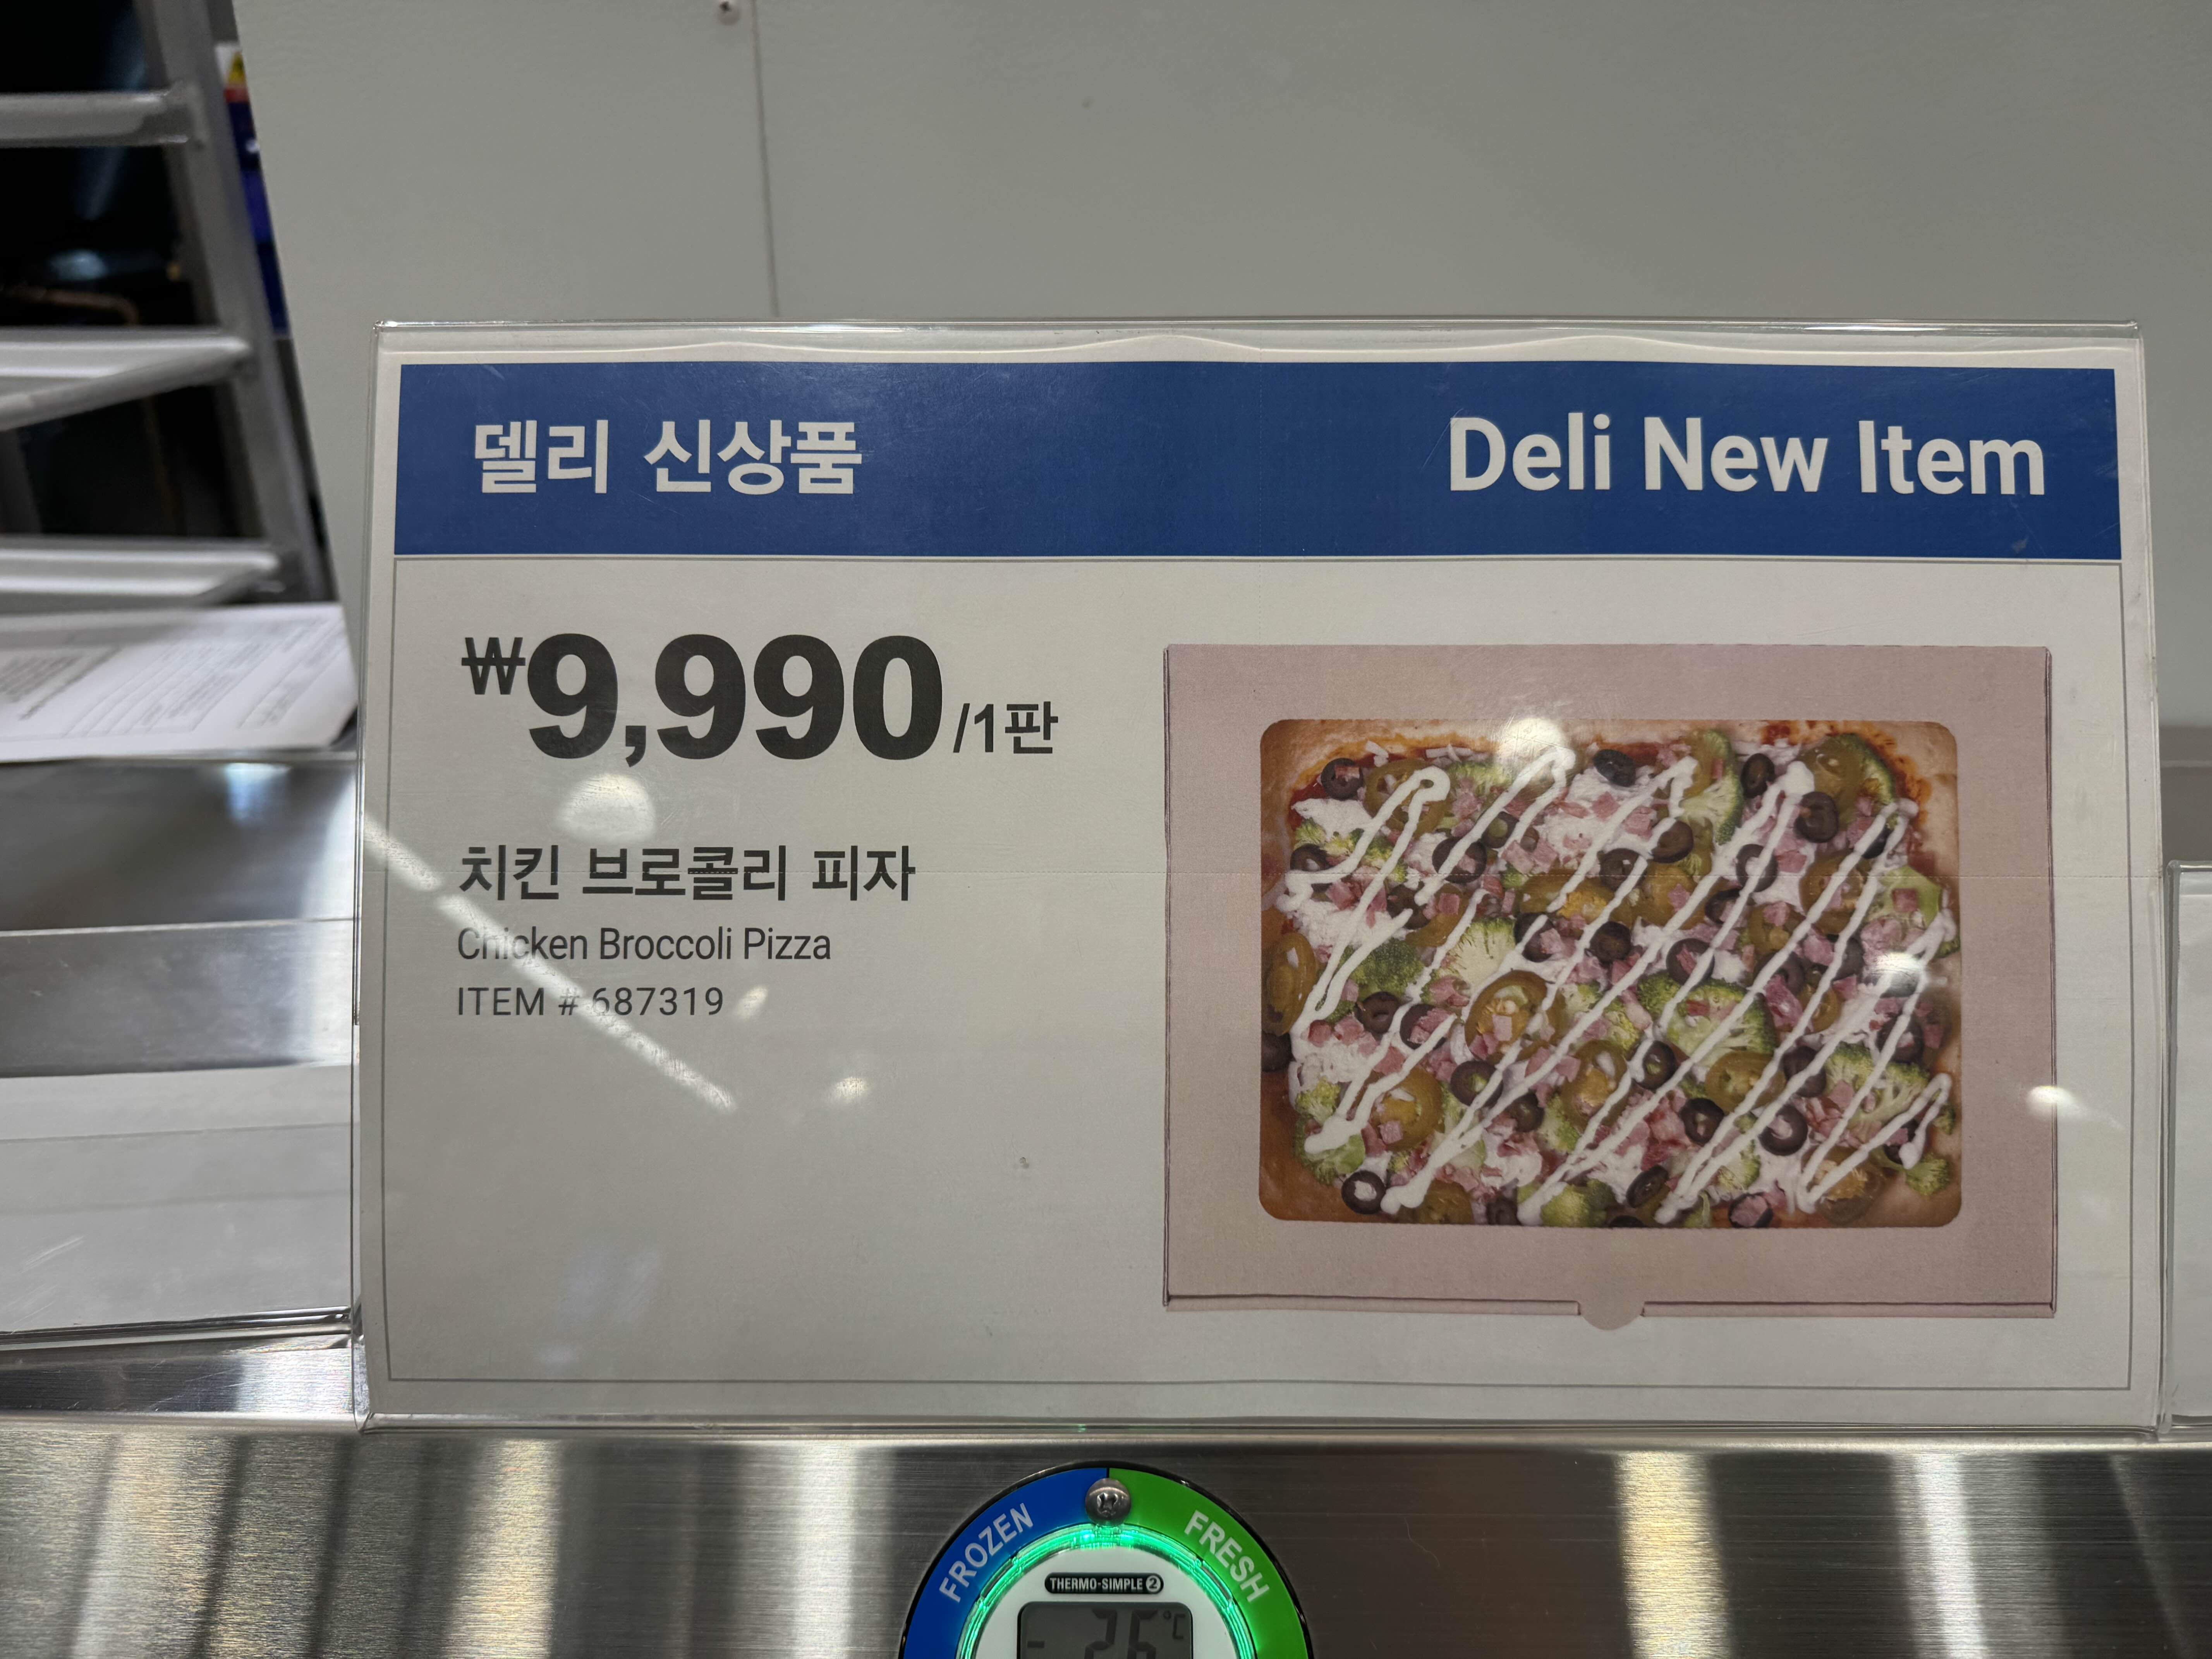 델리 신상품
Deli New Item
₩9,990/1판
치킨 브로콜리 피자
Chicken Broccoli Pizza
ITEM # 687319
FROZEN
FRESH
THERMO-SIMPLE 2
°C